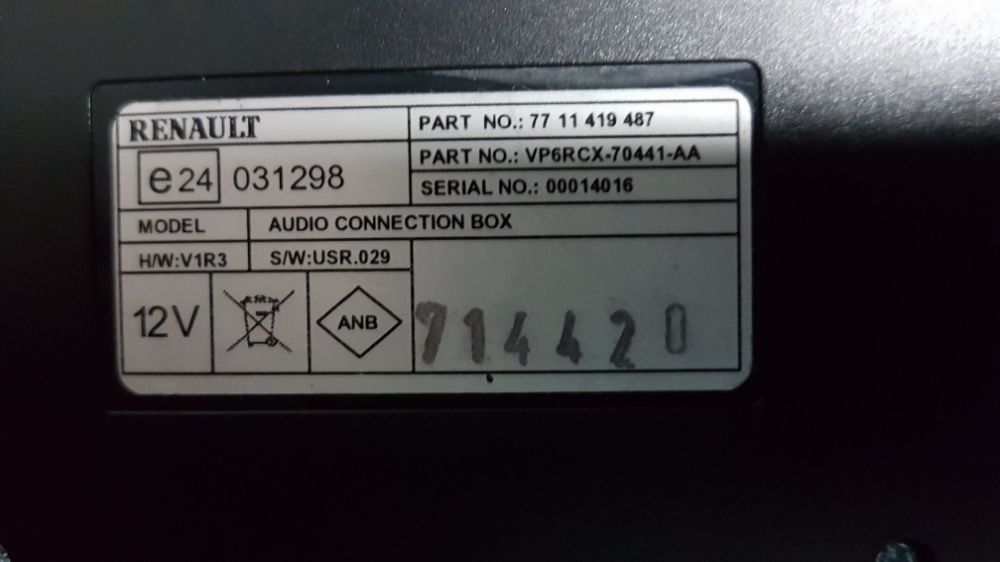 RENAULT
PART NO.: 77 11 419 487
e24 031298
PART NO.: VP6RCX-70441-AA
SERIAL NO.: 00014016
MODEL
AUDIO CONNECTION BOX
H/W:V1R3
S/W:USR.029
12V
ANB
714420